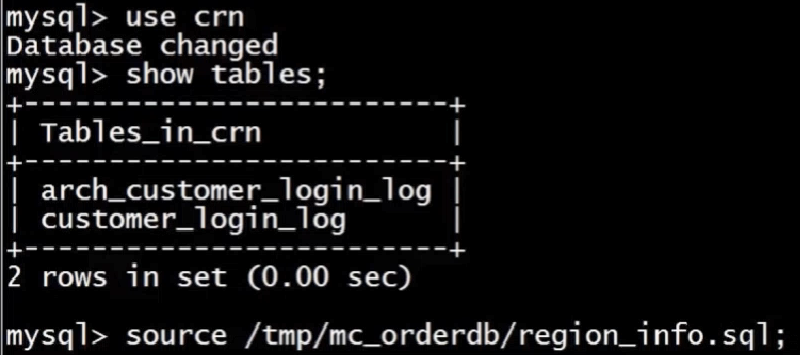 mysql> use crn
Database changed
mysql> show tables;
+-------------------------+
| Tables_in_crn           |
+-------------------------+
| arch_customer_login_log |
| customer_login_log      |
+-------------------------+
2 rows in set (0.00 sec)
mysql> source /tmp/mc_orderdb/region_info.sql;